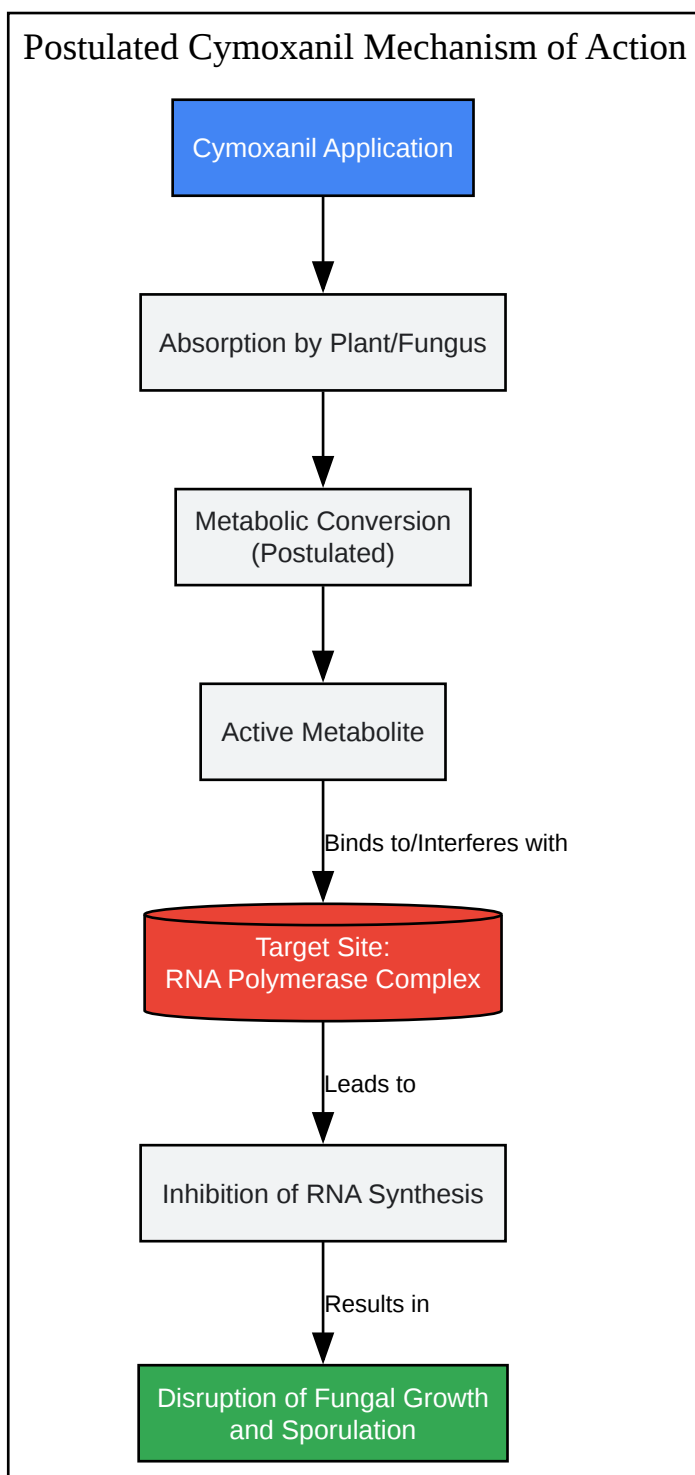 Postulated Cymoxanil Mechanism of Action
Cymoxanil Application
Absorption by Plant/Fungus
Metabolic Conversion
(Postulated)
Active Metabolite
Binds to/Interferes with
Target Site:
RNA Polymerase Complex
Leads to
Inhibition of RNA Synthesis
Results in
Disruption of Fungal Growth
and Sporulation